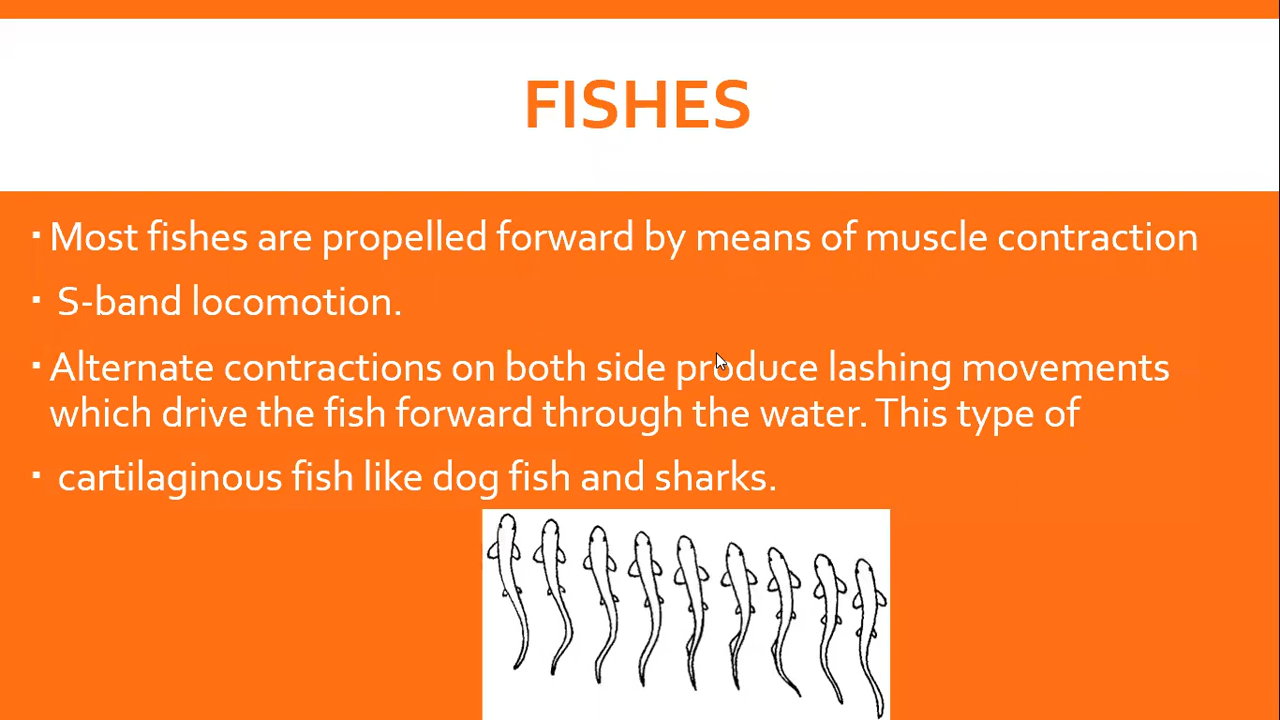 FISHES
▪ Most fishes are propelled forward by means of muscle contraction
▪ S-band locomotion.
▪ Alternate contractions on both side produce lashing movements
which drive the fish forward through the water. This type of
▪ cartilaginous fish like dog fish and sharks.